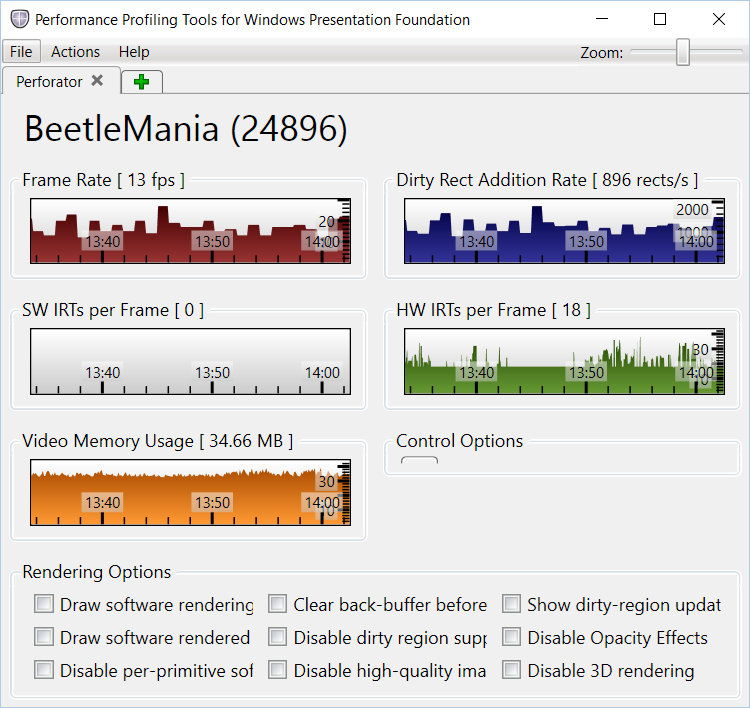 Performance Profiling Tools for Windows Presentation Foundation
File Actions Help Zoom:
Perforator
BeetleMania (24896)
Frame Rate [ 13 fps ]
20
13:40 13:50 14:00
Dirty Rect Addition Rate [ 896 rects/s ]
2000
1000
13:40 13:50 14:00
SW IRTs per Frame [ 0 ]
13:40 13:50 14:00
HW IRTs per Frame [ 18 ]
30
13:40 13:50 14:00
0
Video Memory Usage [ 34.66 MB ]
30
13:40 13:50 14:00
0
Control Options
Rendering Options
Draw software rendering Clear back-buffer before Show dirty-region updat
Draw software rendered Disable dirty region supp Disable Opacity Effects
Disable per-primitive sof Disable high-quality ima Disable 3D rendering